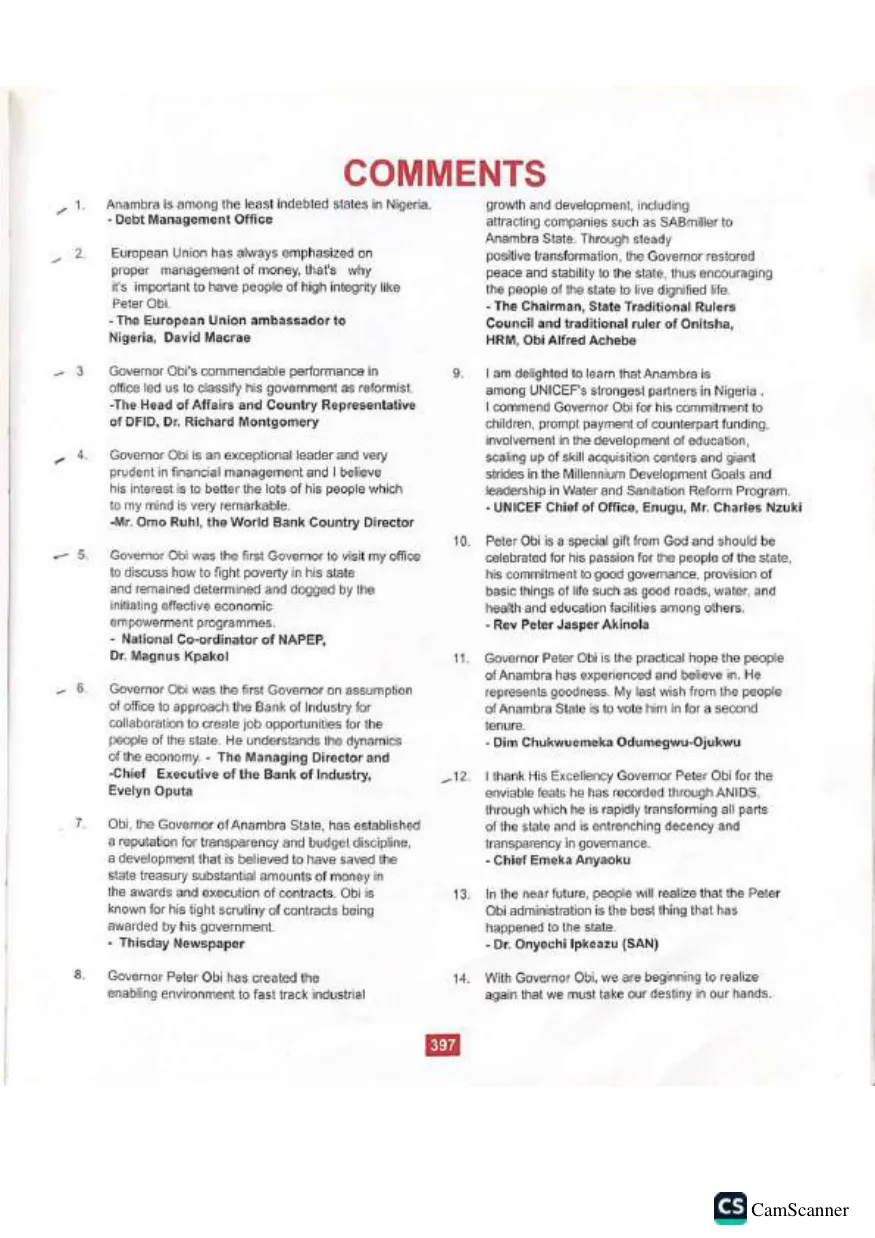 COMMENTS
1. Anambra is among the least indebted states in Nigeria.
- Debt Management Office
2. European Union has always emphasized on
proper management of money, that's why
it's important to have people of high integrity like
Peter Obi.
- The European Union ambassador to
Nigeria, David Macrae
3 Governor Obi's commendable performance in
office led us to classify his government as reformist.
-The Head of Affairs and Country Representative
of DFID, Dr. Richard Montgomery
4. Governor Obi is an exceptional leader and very
prudent in financial management and I believe
his interest is to better the lots of his people which
to my mind is very remarkable.
-Mr. Omo Ruhl, the World Bank Country Director
5. Governor Obi was the first Governor to visit my office
to discuss how to fight poverty in his state
and remained determined and dogged by the
initiating effective economic
empowerment programmes.
- National Co-ordinator of NAPEP,
Dr. Magnus Kpakol
6. Governor Obi was the first Governor on assumption
of office to approach the Bank of Industry for
collaboration to create job opportunities for the
people of the state. He understands the dynamics
of the economy. - The Managing Director and
-Chief Executive of the Bank of Industry,
Evelyn Oputa
7. Obi, the Governor of Anambra State, has established
a reputation for transparency and budget discipline,
a development that is believed to have saved the
state treasury substantial amounts of money in
the awards and execution of contracts. Obi is
known for his tight scrutiny of contracts being
awarded by his government.
- Thisday Newspaper
8. Governor Peter Obi has created the
enabling environment to fast track industrial
growth and development, including
attracting companies such as SABmiller to
Anambra State. Through steady
positive transformation, the Governor restored
peace and stability to the state, thus encouraging
the people of the state to live dignified life.
- The Chairman, State Traditional Rulers
Council and traditional ruler of Onitsha,
HRM, Obi Alfred Achebe
9. I am delighted to learn that Anambra is
among UNICEF's strongest partners in Nigeria .
I commend Governor Obi for his commitment to
children, prompt payment of counterpart funding,
involvement in the development of education,
scaling up of skill acquisition centers and giant
strides in the Millennium Development Goals and
leadership in Water and Sanitation Reform Program.
- UNICEF Chief of Office, Enugu, Mr. Charles Nzuki
10. Peter Obi is a special gift from God and should be
celebrated for his passion for the people of the state,
his commitment to good governance, provision of
basic things of life such as good roads, water, and
health and education facilities among others.
- Rev Peter Jasper Akinola
11. Governor Peter Obi is the practical hope the people
of Anambra has experienced and believe in. He
represents goodness. My last wish from the people
of Anambra State is to vote him in for a second
tenure.
- Dim Chukwuemeka Odumegwu-Ojukwu
12. I thank His Excellency Governor Peter Obi for the
enviable feats he has recorded through ANIDS,
through which he is rapidly transforming all parts
of the state and is entrenching decency and
transparency in governance.
- Chief Emeka Anyaoku
13. In the near future, people will realize that the Peter
Obi administration is the best thing that has
happened to the state.
- Dr. Onyechi Ipkeazu (SAN)
14. With Governor Obi, we are beginning to realize
again that we must take our destiny in our hands.
397
CS CamScanner